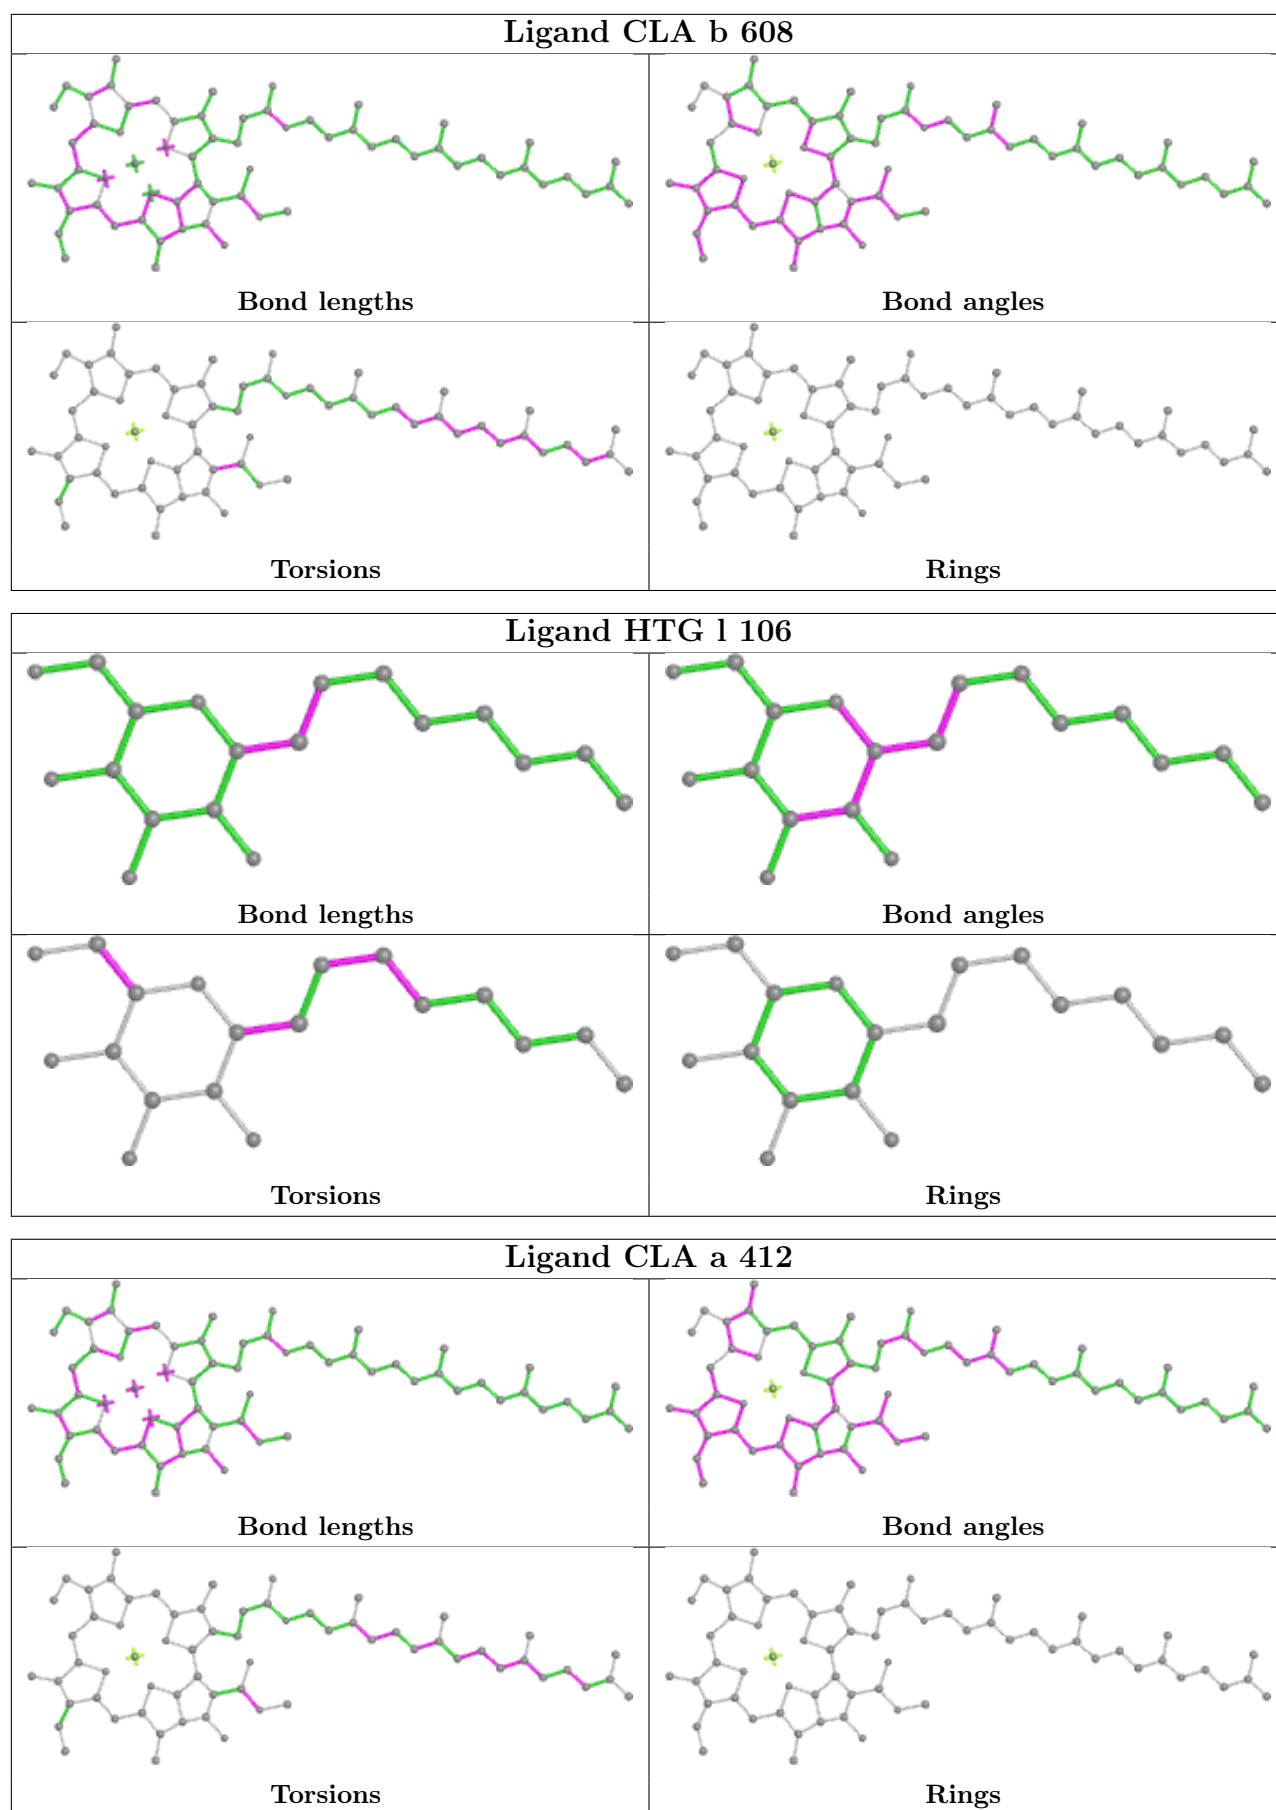 Ligand CLA b 608
Bond lengths
Bond angles
Torsions
Rings
Ligand HTG l 106
Bond lengths
Bond angles
Torsions
Rings
Ligand CLA a 412
Bond lengths
Bond angles
Torsions
Rings